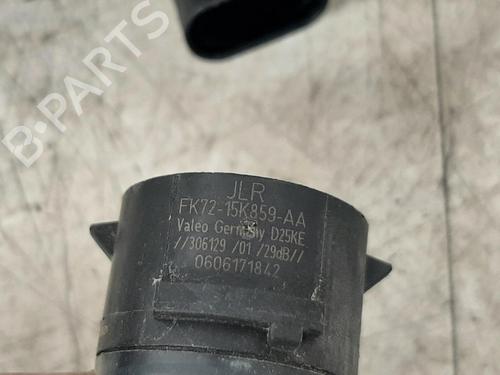 B-PARTS
JLR
FK72-15K859-AA
Valeo Germany D25KE
//306129 /01 /29dB//
0606171842